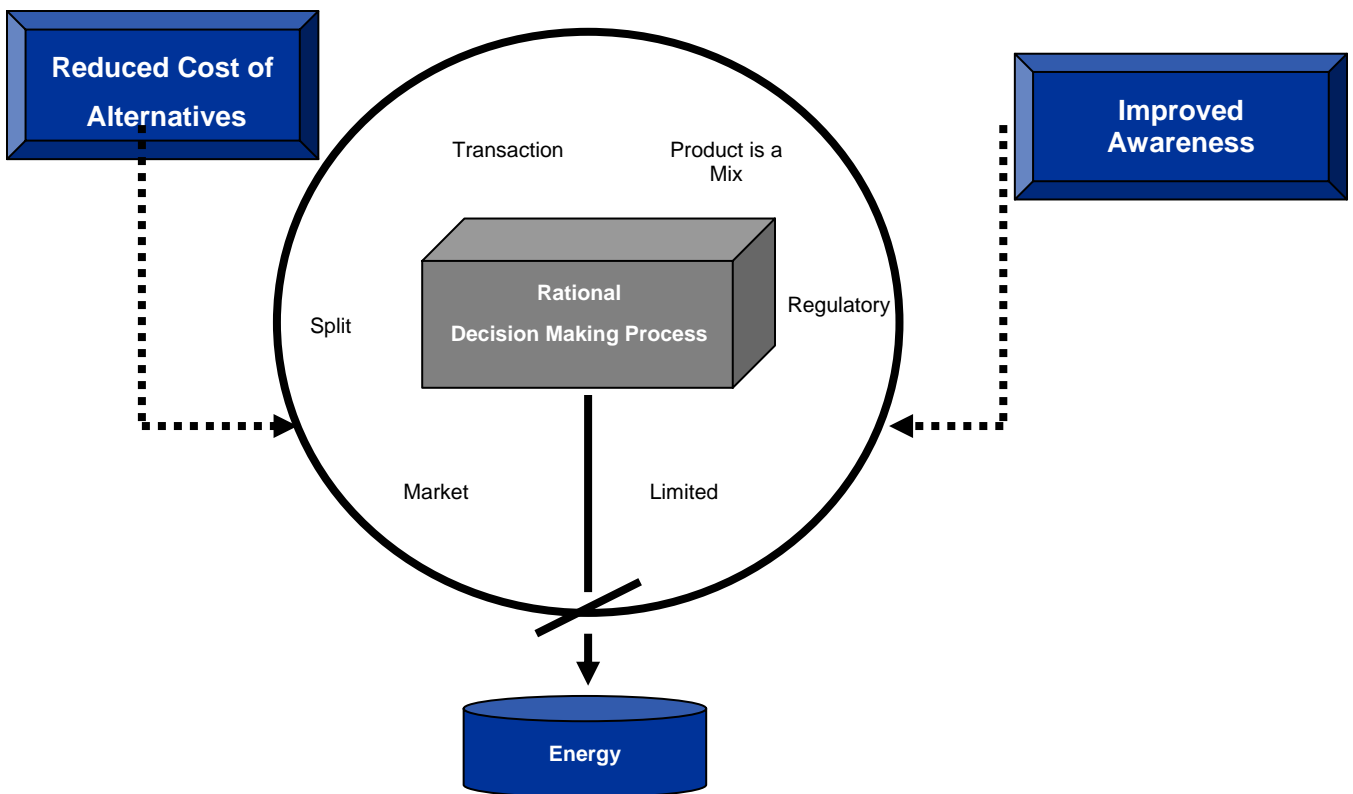 Reduced Cost of
Alternatives
Improved
Awareness
Transaction
Product is a
Mix
Rational
Decision Making Process
Regulatory
Split
Market
Limited
Energy